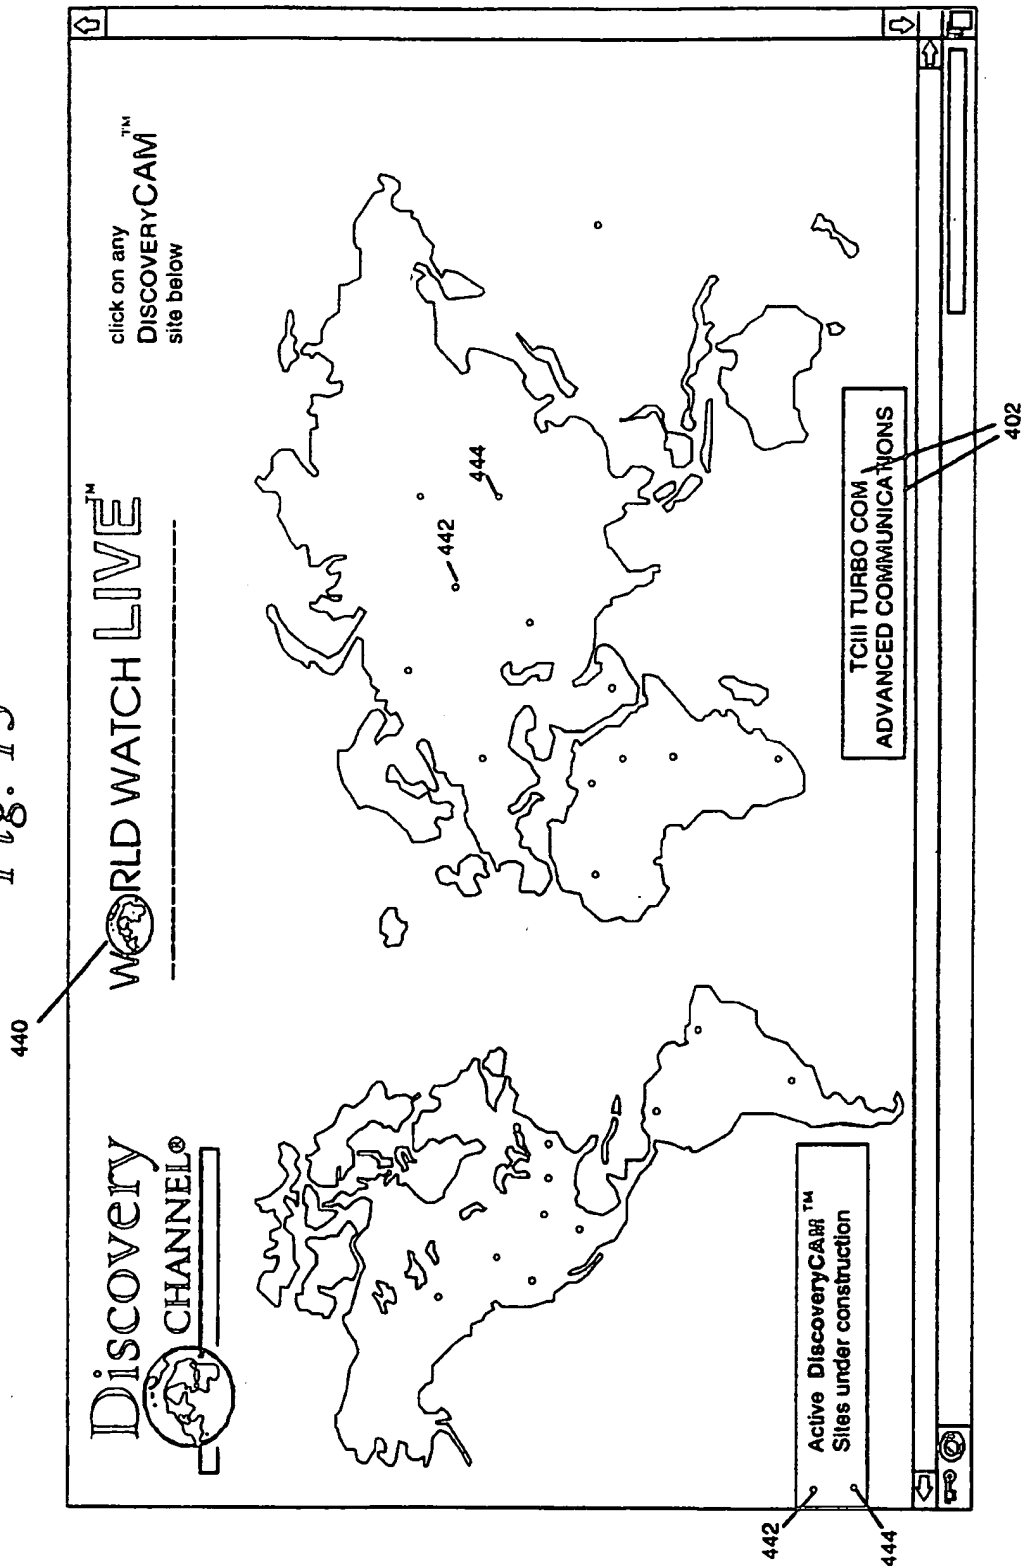 440
Discovery
CHANNEL®
WORLD WATCH LIVE™
click on any
DISCOVERYCAM™
site below
442
444
442
444
Active DiscoveryCAM™
Sites under construction
TCIII TURBO COM
ADVANCED COMMUNICATIONS
402